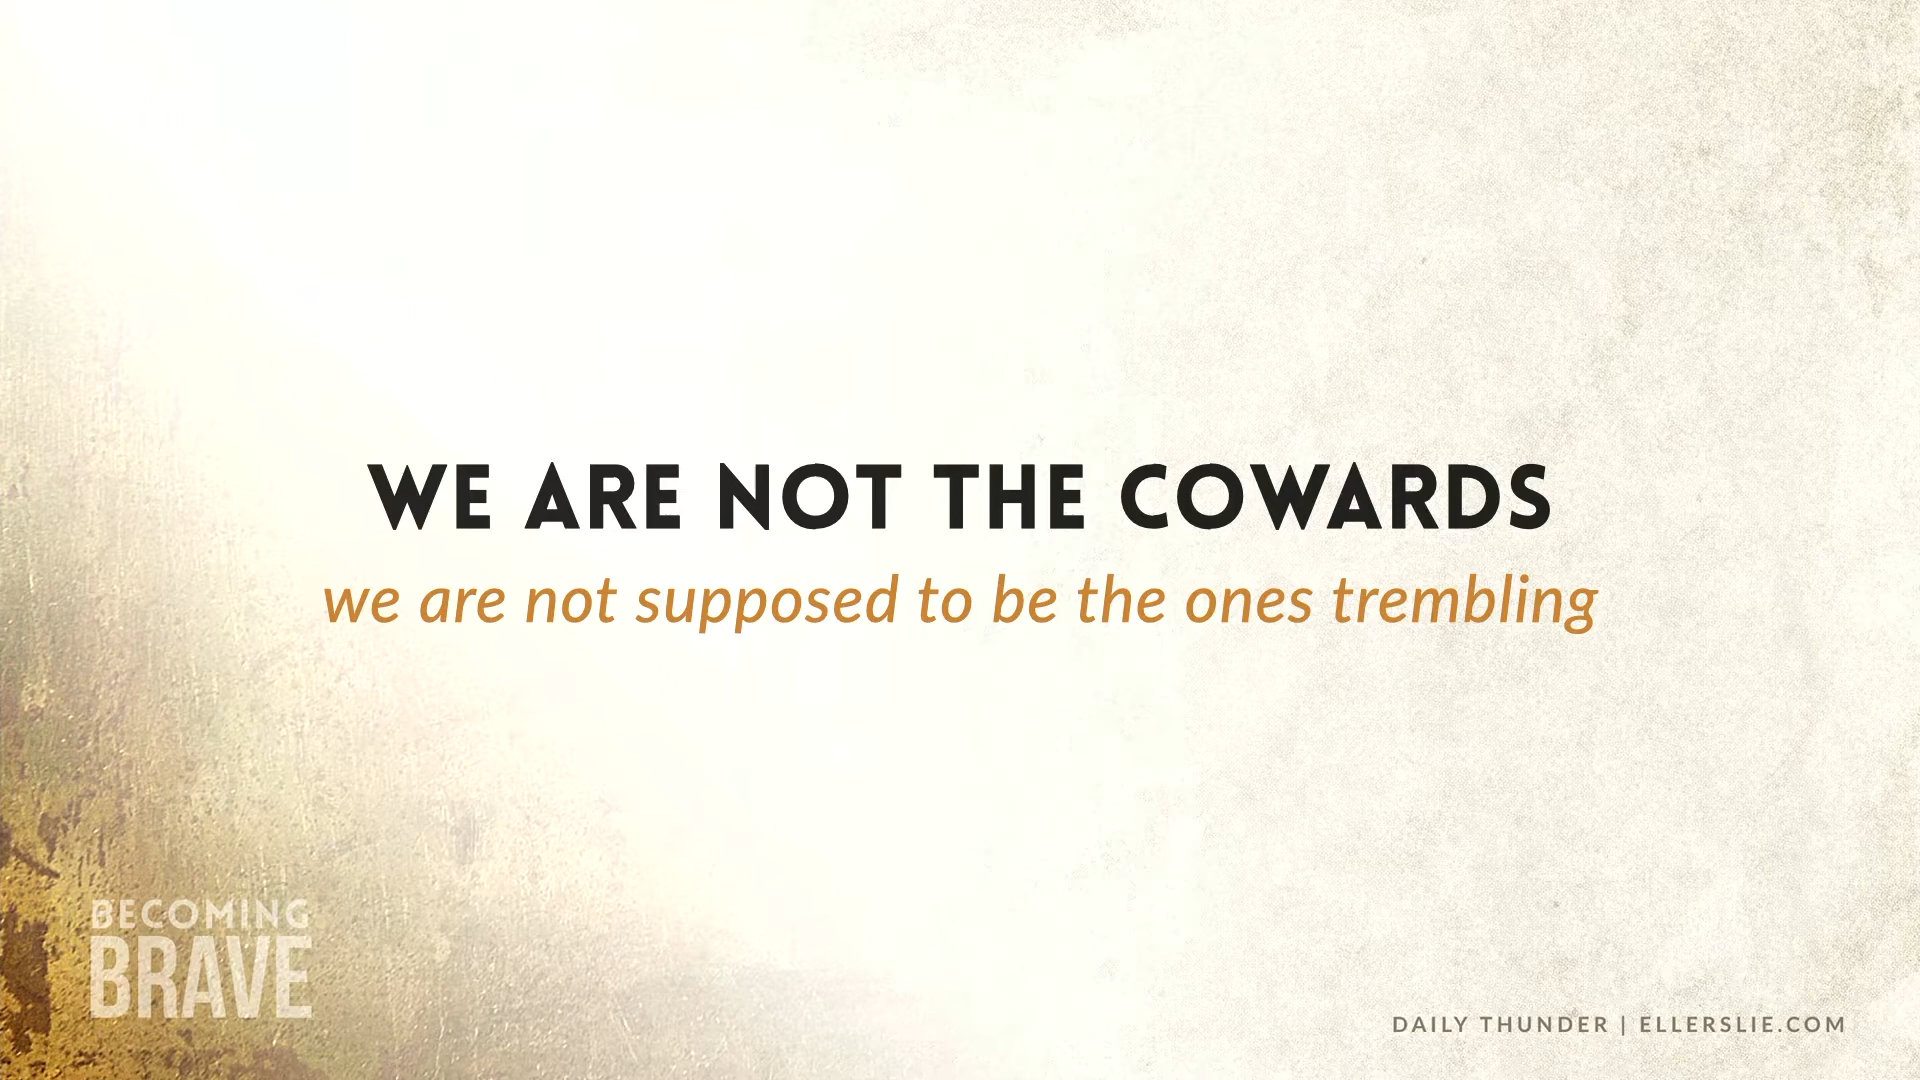 WE ARE NOT THE COWARDS
we are not supposed to be the ones trembling
BECOMING
BRAVE
DAILY THUNDER | ELLERSLIE.COM